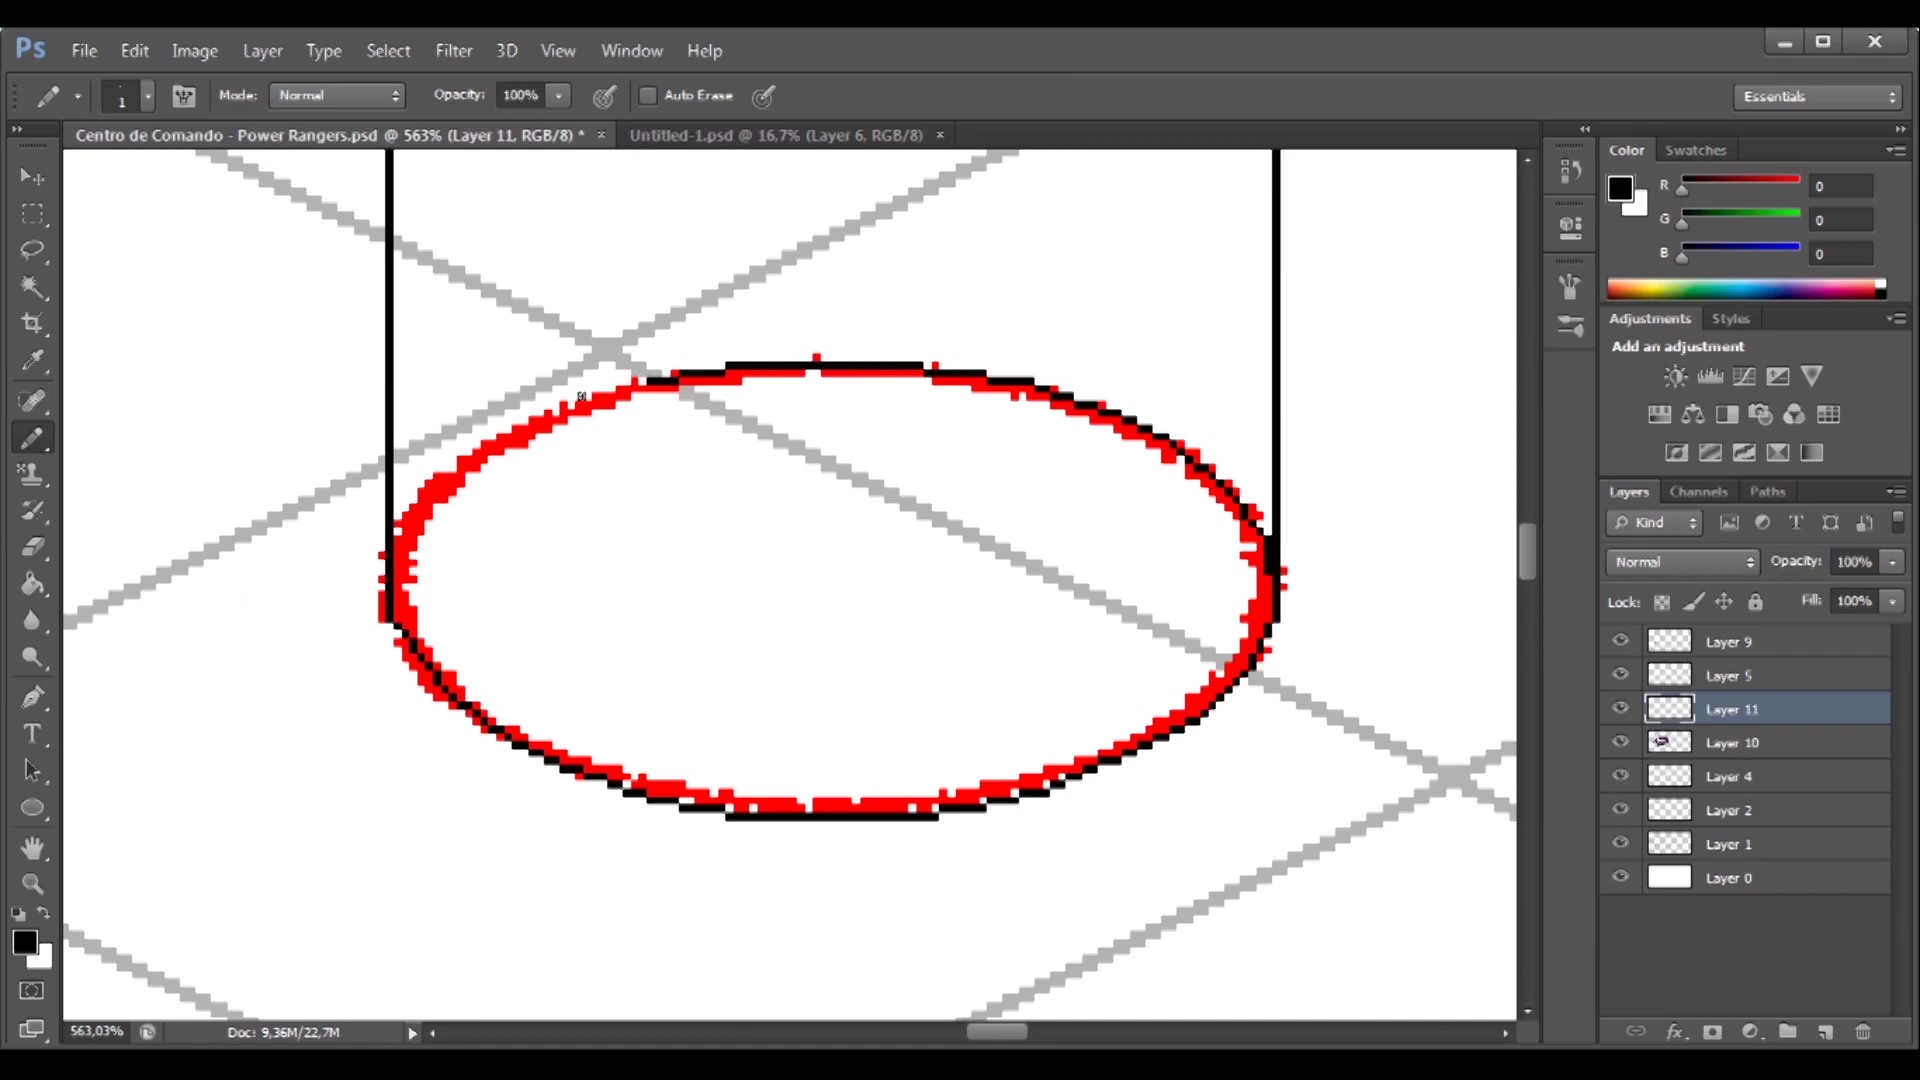 Ps File Edit Image Layer Type Select Filter 3D View Window Help
1 Mode: Normal Opacity: 100% Auto Erase Essentials
Centro de Comando - Power Rangers.psd @ 563% (Layer 11, RGB/8) * × Untitled-1.psd @ 16,7% (Layer 6, RGB/8) ×
Color Swatches
R 0
G 0
B 0
Adjustments Styles
Add an adjustment
Layers Channels Paths
Kind
Normal Opacity: 100%
Lock: Fill: 100%
Layer 9
Layer 5
Layer 11
Layer 10
Layer 4
Layer 2
Layer 1
Layer 0
563,03% Doc: 9,36M/22,7M